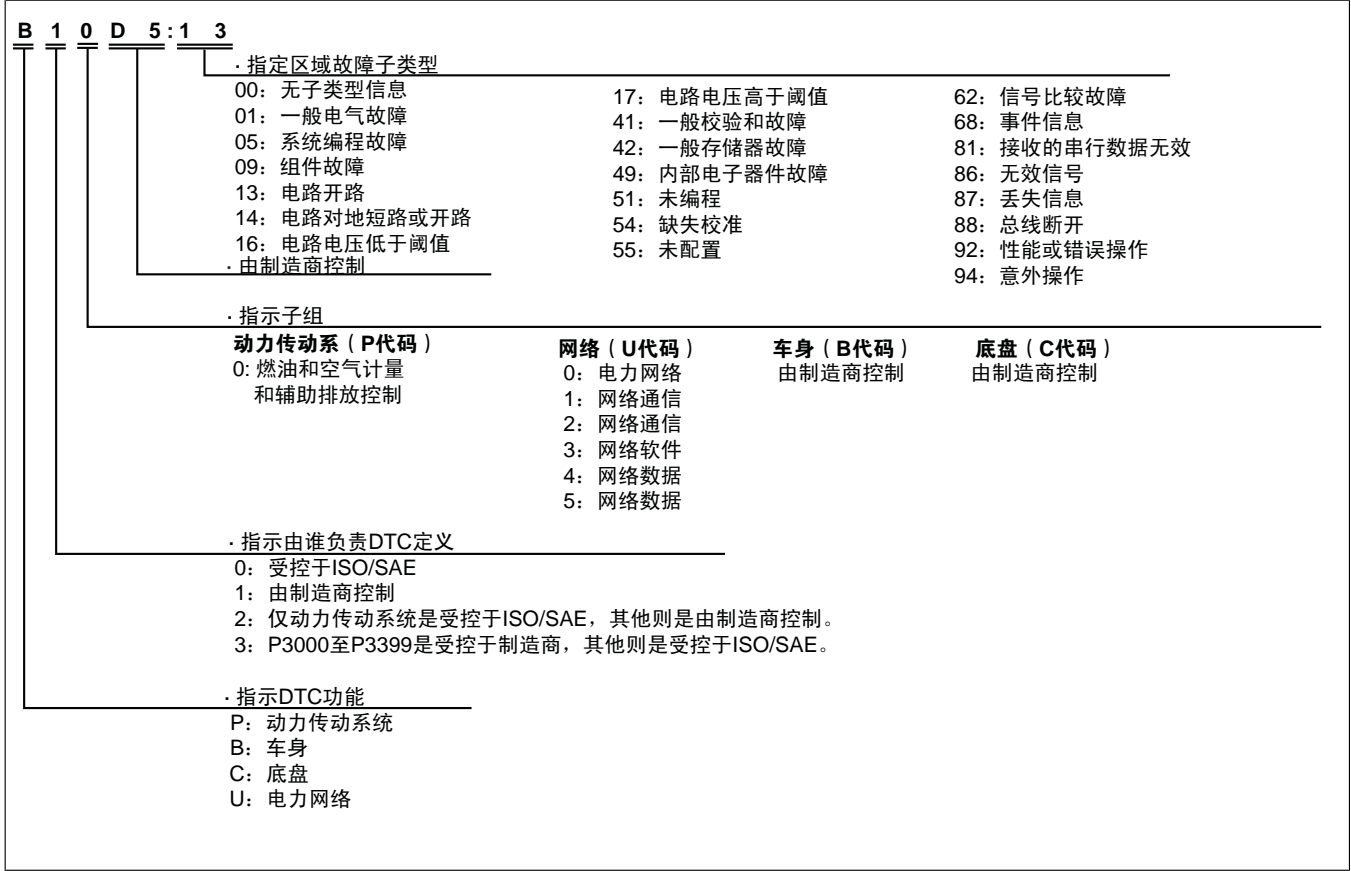 B 1 0 D 5:1 3
· 指定区域故障子类型
00：无子类型信息
01：一般电气故障
05：系统编程故障
09：组件故障
13：电路开路
14：电路对地短路或开路
16：电路电压低于阈值
17：电路电压高于阈值
41：一般校验和故障
42：一般存储器故障
49：内部电子器件故障
51：未编程
54：缺失校准
55：未配置
62：信号比较故障
68：事件信息
81：接收的串行数据无效
86：无效信号
87：丢失信息
88：总线断开
92：性能或错误操作
94：意外操作
· 由制造商控制
· 指示子组
动力传动系（P代码）
0: 燃油和空气计量
和辅助排放控制
网络（U代码）
0：电力网络
1：网络通信
2：网络通信
3：网络软件
4：网络数据
5：网络数据
车身（B代码）
由制造商控制
底盘（C代码）
由制造商控制
· 指示由谁负责DTC定义
0：受控于ISO/SAE
1：由制造商控制
2：仅动力传动系统是受控于ISO/SAE，其他则是由制造商控制。
3：P3000至P3399是受控于制造商，其他则是受控于ISO/SAE。
· 指示DTC功能
P：动力传动系统
B：车身
C：底盘
U：电力网络